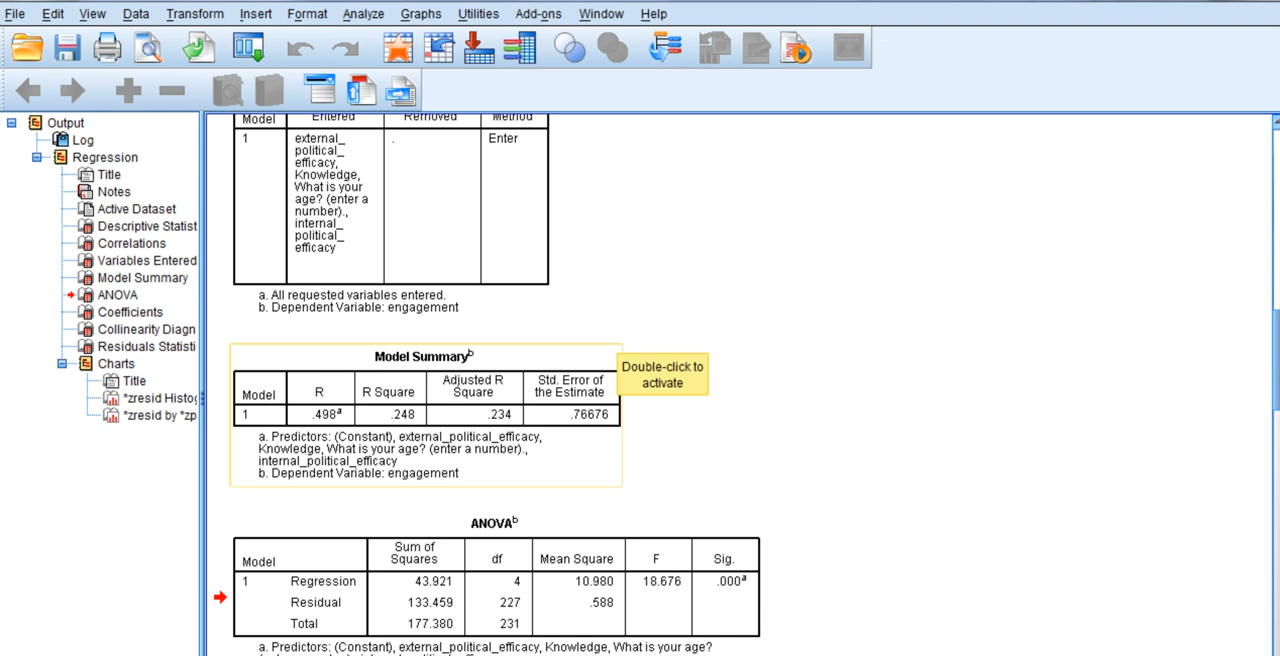 File Edit View Data Transform Insert Format Analyze Graphs Utilities Add-ons Window Help
Output
Log
Regression
Title
Notes
Active Dataset
Descriptive Statist
Correlations
Variables Entered
Model Summary
ANOVA
Coefficients
Collinearity Diagn
Residuals Statisti
Charts
Title
*zresid Histog
*zresid by *zp
Model Entered Removed Method
1 external_ . Enter
political_
efficacy,
Knowledge,
What is your
age? (enter a
number).,
internal_
political_
efficacy
a. All requested variables entered.
b. Dependent Variable: engagement
Model Summaryb
Model R R Square Adjusted R Square Std. Error of the Estimate
1 .498a .248 .234 .76676
a. Predictors: (Constant), external_political_efficacy,
Knowledge, What is your age? (enter a number).,
internal_political_efficacy
b. Dependent Variable: engagement
Double-click to
activate
ANOVAb
Model Sum of Squares df Mean Square F Sig.
1 Regression 43.921 4 10.980 18.676 .000a
Residual 133.459 227 .588
Total 177.380 231
a. Predictors: (Constant), external_political_efficacy, Knowledge, What is your age?